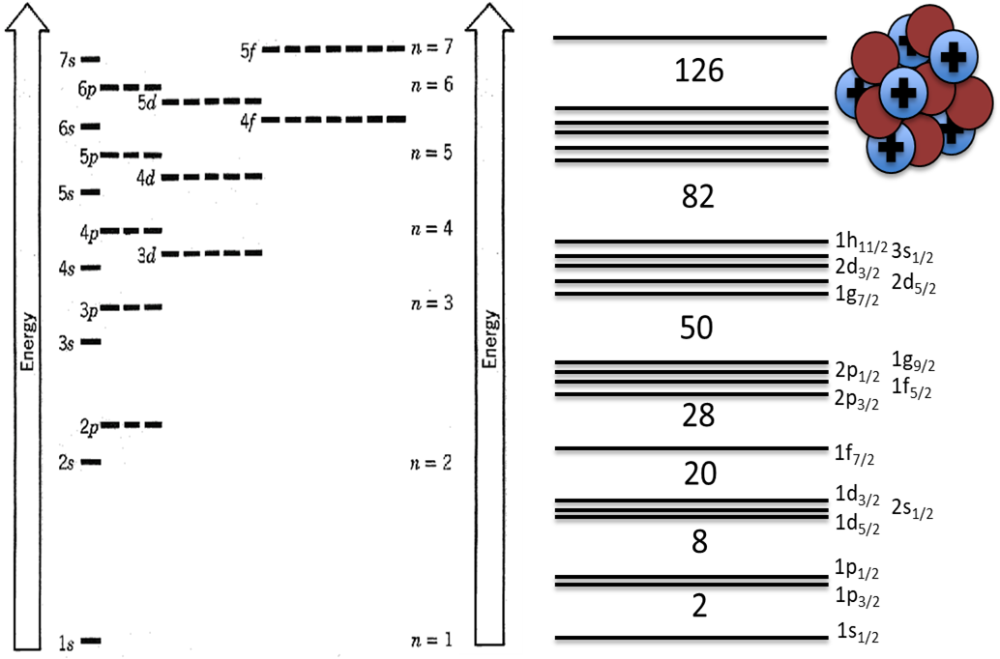 5f n = 7
7s
6p n = 6
5d
4f
6s
5p n = 5
4d
5s
4p n = 4
3d
4s
3p n = 3
3s
2p
2s n = 2
1s n = 1
Energy
Energy
126
82
1h11/2 3s1/2
2d3/2
2d5/2
1g7/2
50
1g9/2
2p1/2
1f5/2
2p3/2
28
1f7/2
20
1d3/2
2s1/2
1d5/2
8
1p1/2
1p3/2
2
1s1/2
+
+
+
+
+
+